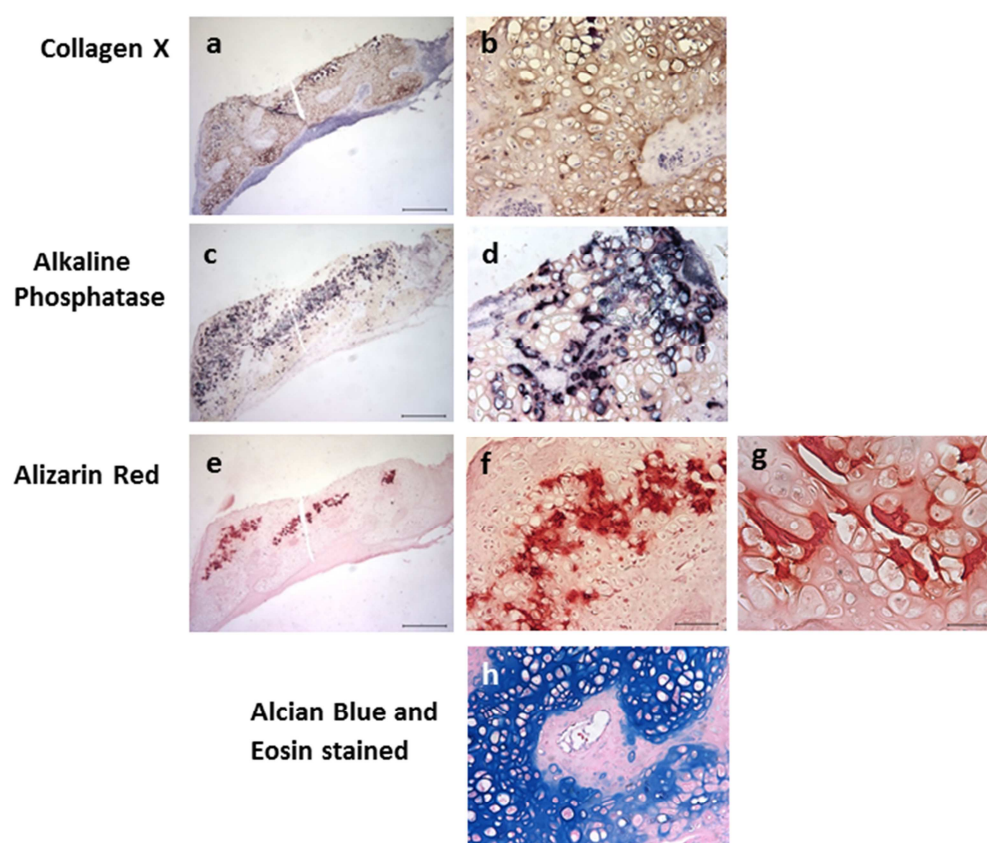 Collagen X
a
b
Alkaline
Phosphatase
c
d
Alizarin Red
e
f
g
h
Alcian Blue and
Eosin stained